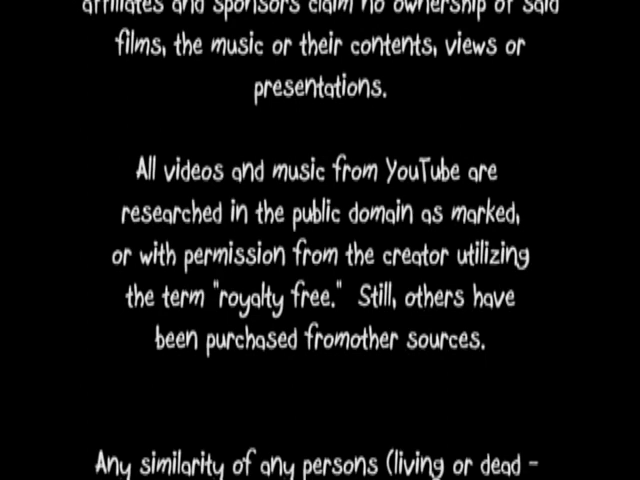 affiliates and sponsors claim no ownership of said
films, the music or their contents, views or
presentations.
All videos and music from YouTube are
researched in the public domain as marked,
or with permission from the creator utilizing
the term "royalty free."  Still, others have
been purchased fromother sources.
Any similarity of any persons (living or dead -